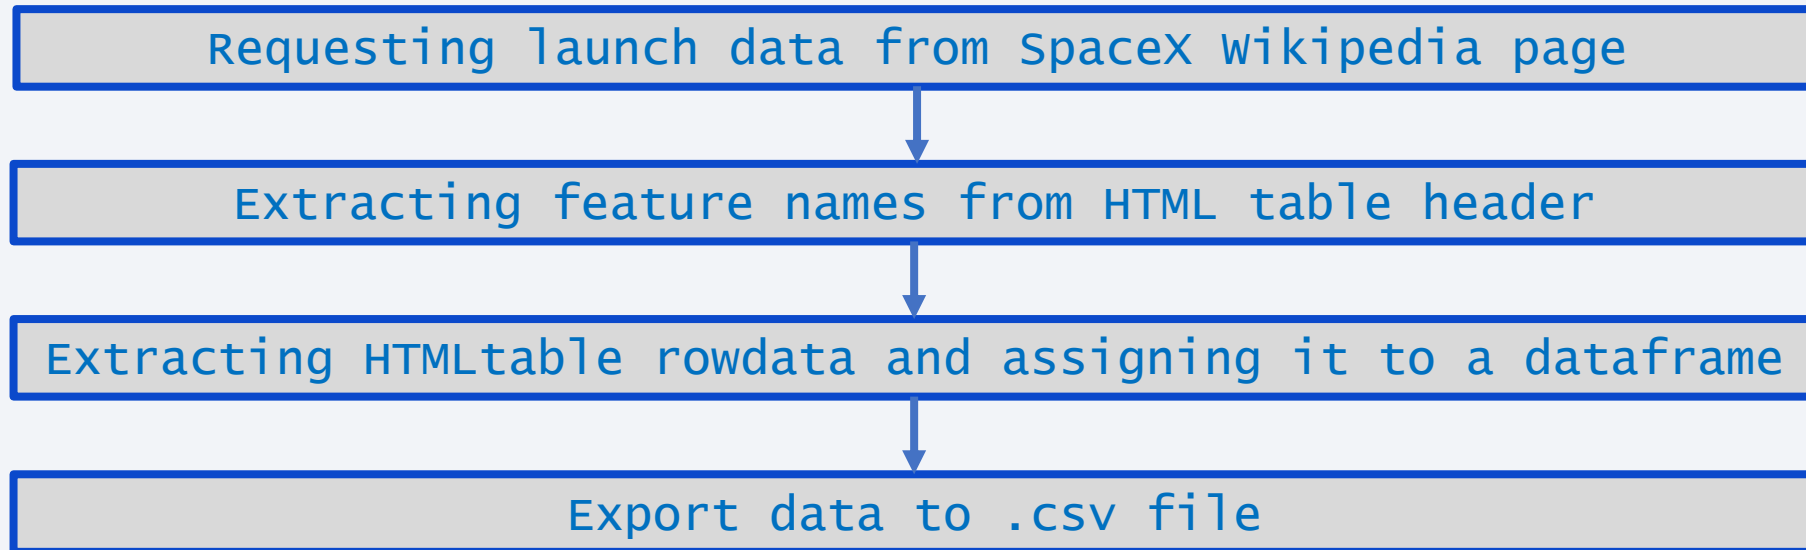 Requesting launch data from SpaceX Wikipedia page
Extracting feature names from HTML table header
Extracting HTMLtable rowdata and assigning it to a dataframe
Export data to .csv file